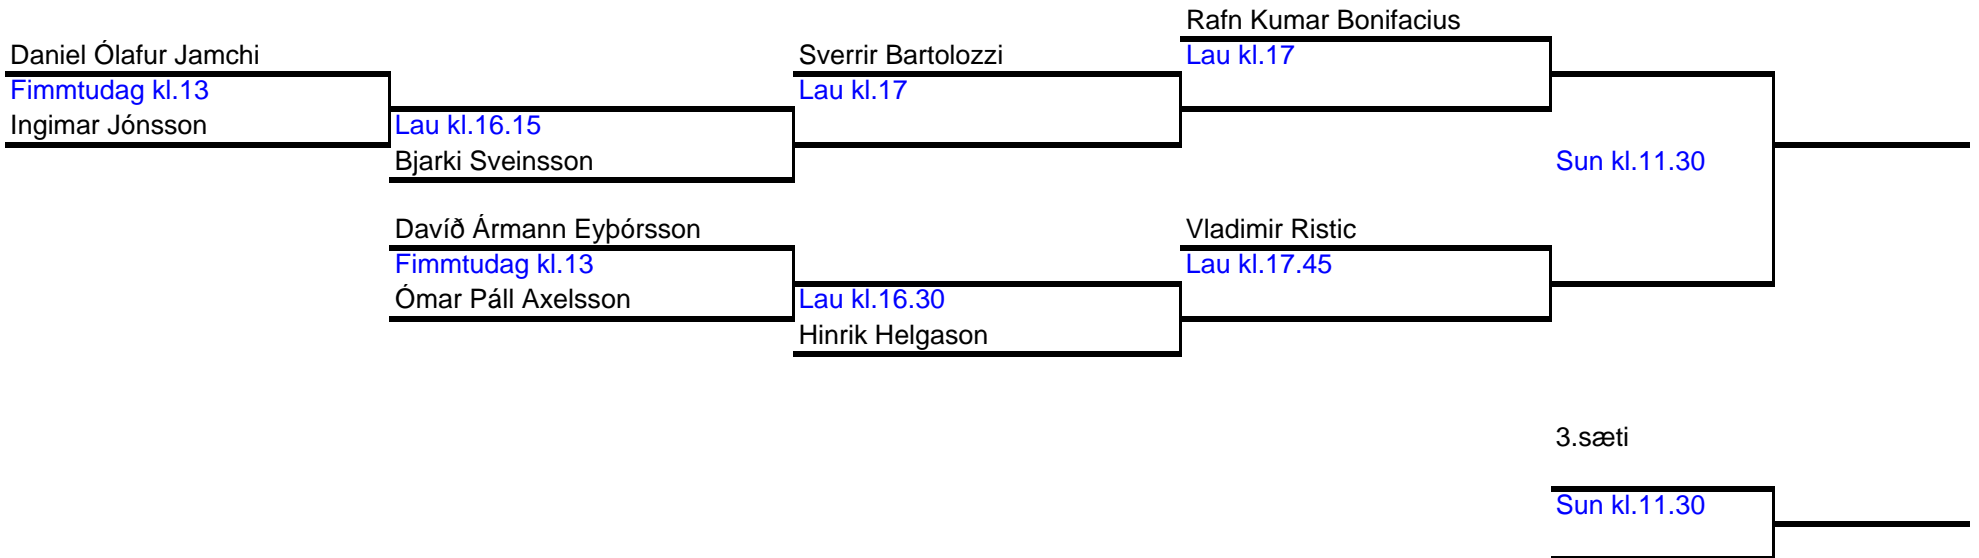 Rafn Kumar Bonifacius
Daniel Ólafur Jamchi
Sverrir Bartolozzi
Lau kl.17
Fimmtudag kl.13
Lau kl.17
Ingimar Jónsson
Lau kl.16.15
Bjarki Sveinsson
Sun kl.11.30
Davíð Ármann Eyþórsson
Vladimir Ristic
Fimmtudag kl.13
Lau kl.17.45
Ómar Páll Axelsson
Lau kl.16.30
Hinrik Helgason
3.sæti
Sun kl.11.30